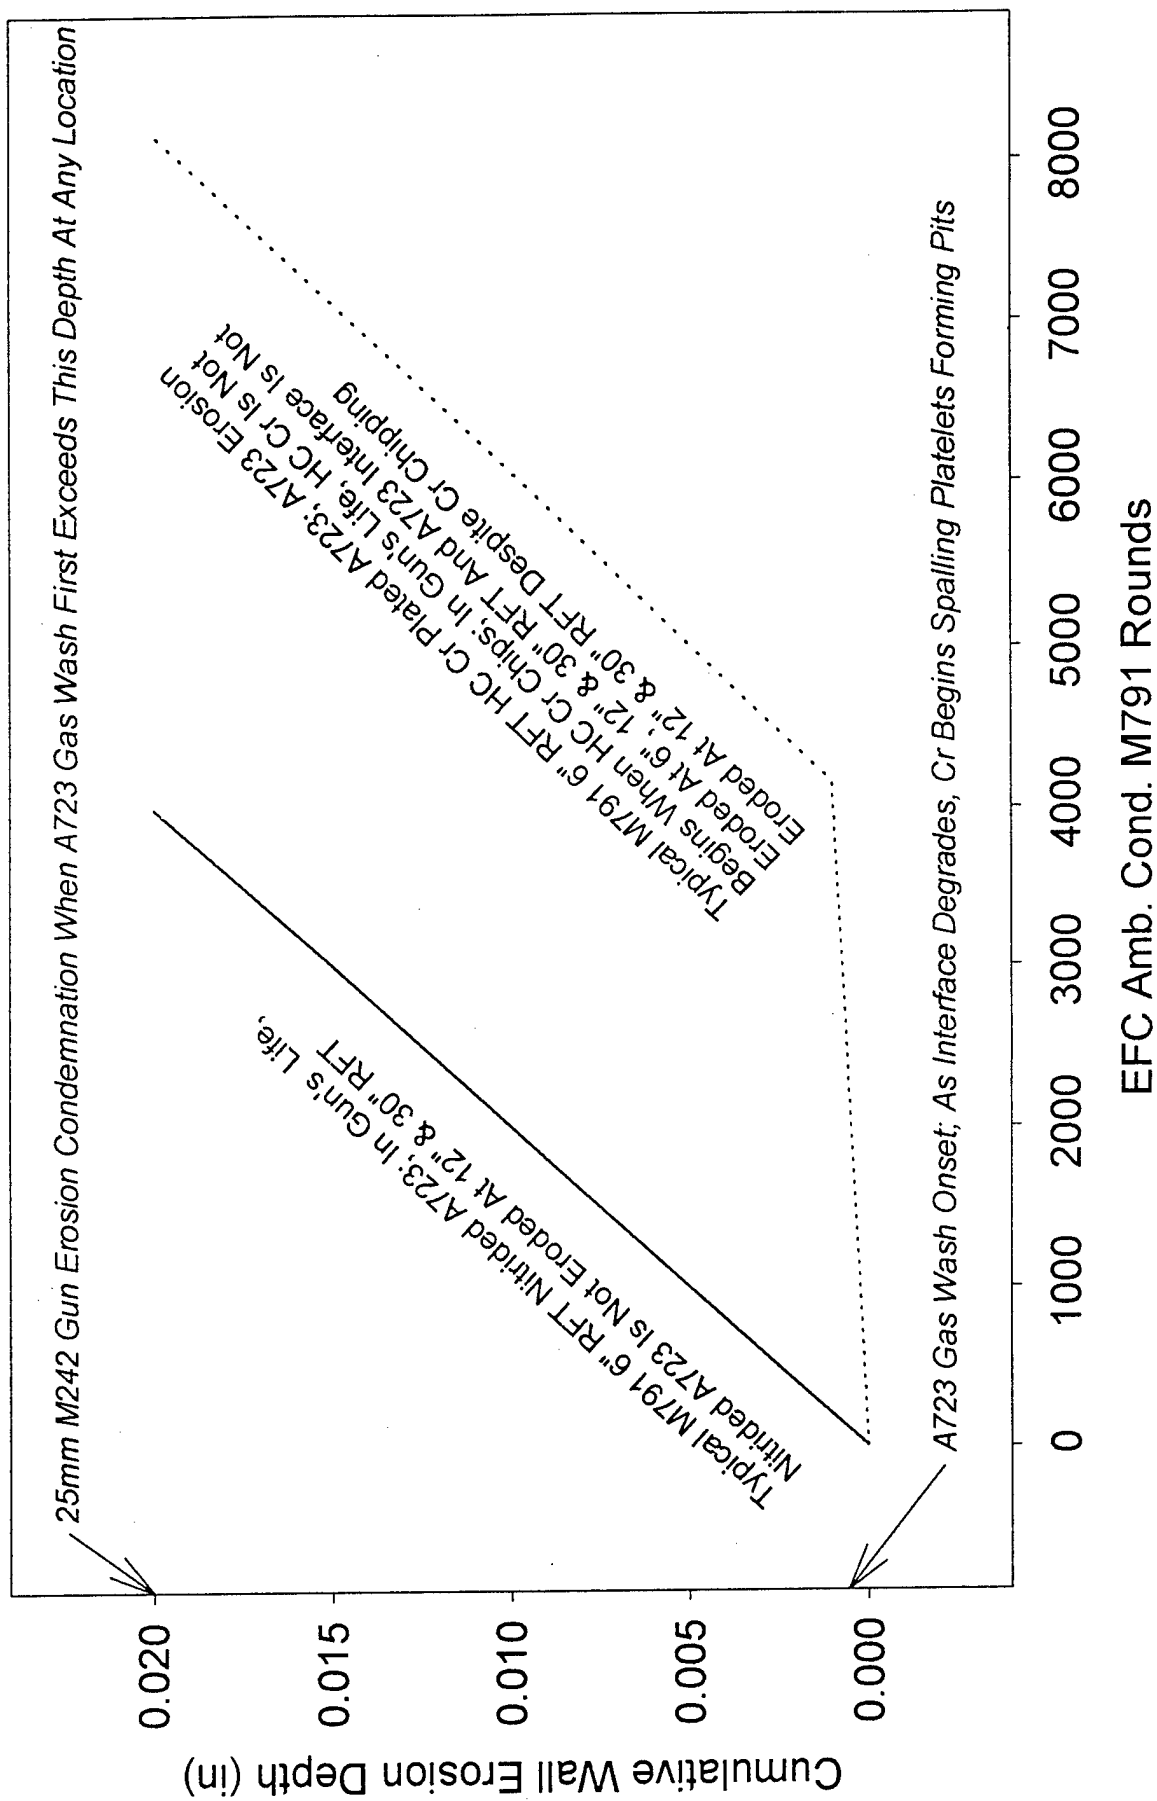 25mm M242 Gun Erosion Condemnation When A723 Gas Wash First Exceeds This Depth At Any Location
Typical M791 6" RFT Nitrided A723; In Gun's Life,
Nitrided A723 Is Not Eroded At 12" & 30" RFT
Typical M791 6" RFT HC Cr Plated A723; A723 Erosion
Begins When HC Cr Chips; In Gun's Life, HC Cr Is Not
Eroded At 6", 12" & 30" RFT And A723 Interface Is Not
Eroded At 12" & 30" RFT Despite Cr Chipping
A723 Gas Wash Onset; As Interface Degrades, Cr Begins Spalling Platelets Forming Pits
Cumulative Wall Erosion Depth (in)
0.020
0.015
0.010
0.005
0.000
0
1000
2000
3000
4000
5000
6000
7000
8000
EFC Amb. Cond. M791 Rounds